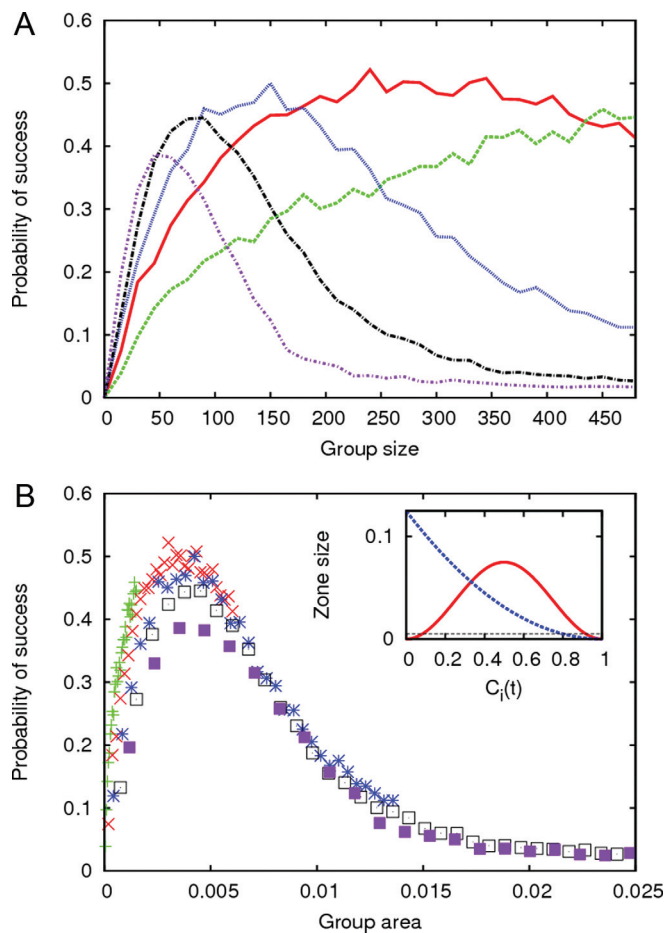 A
0.6
0.5
0.4
0.3
0.2
0.1
0
Probability of success
0 50 100 150 200 250 300 350 400 450
Group size
B
0.6
0.5
0.4
0.3
0.2
0.1
0
Probability of success
0.1
0
Zone size
0 0.2 0.4 0.6 0.8 1
Ci(t)
0 0.005 0.01 0.015 0.02 0.025
Group area